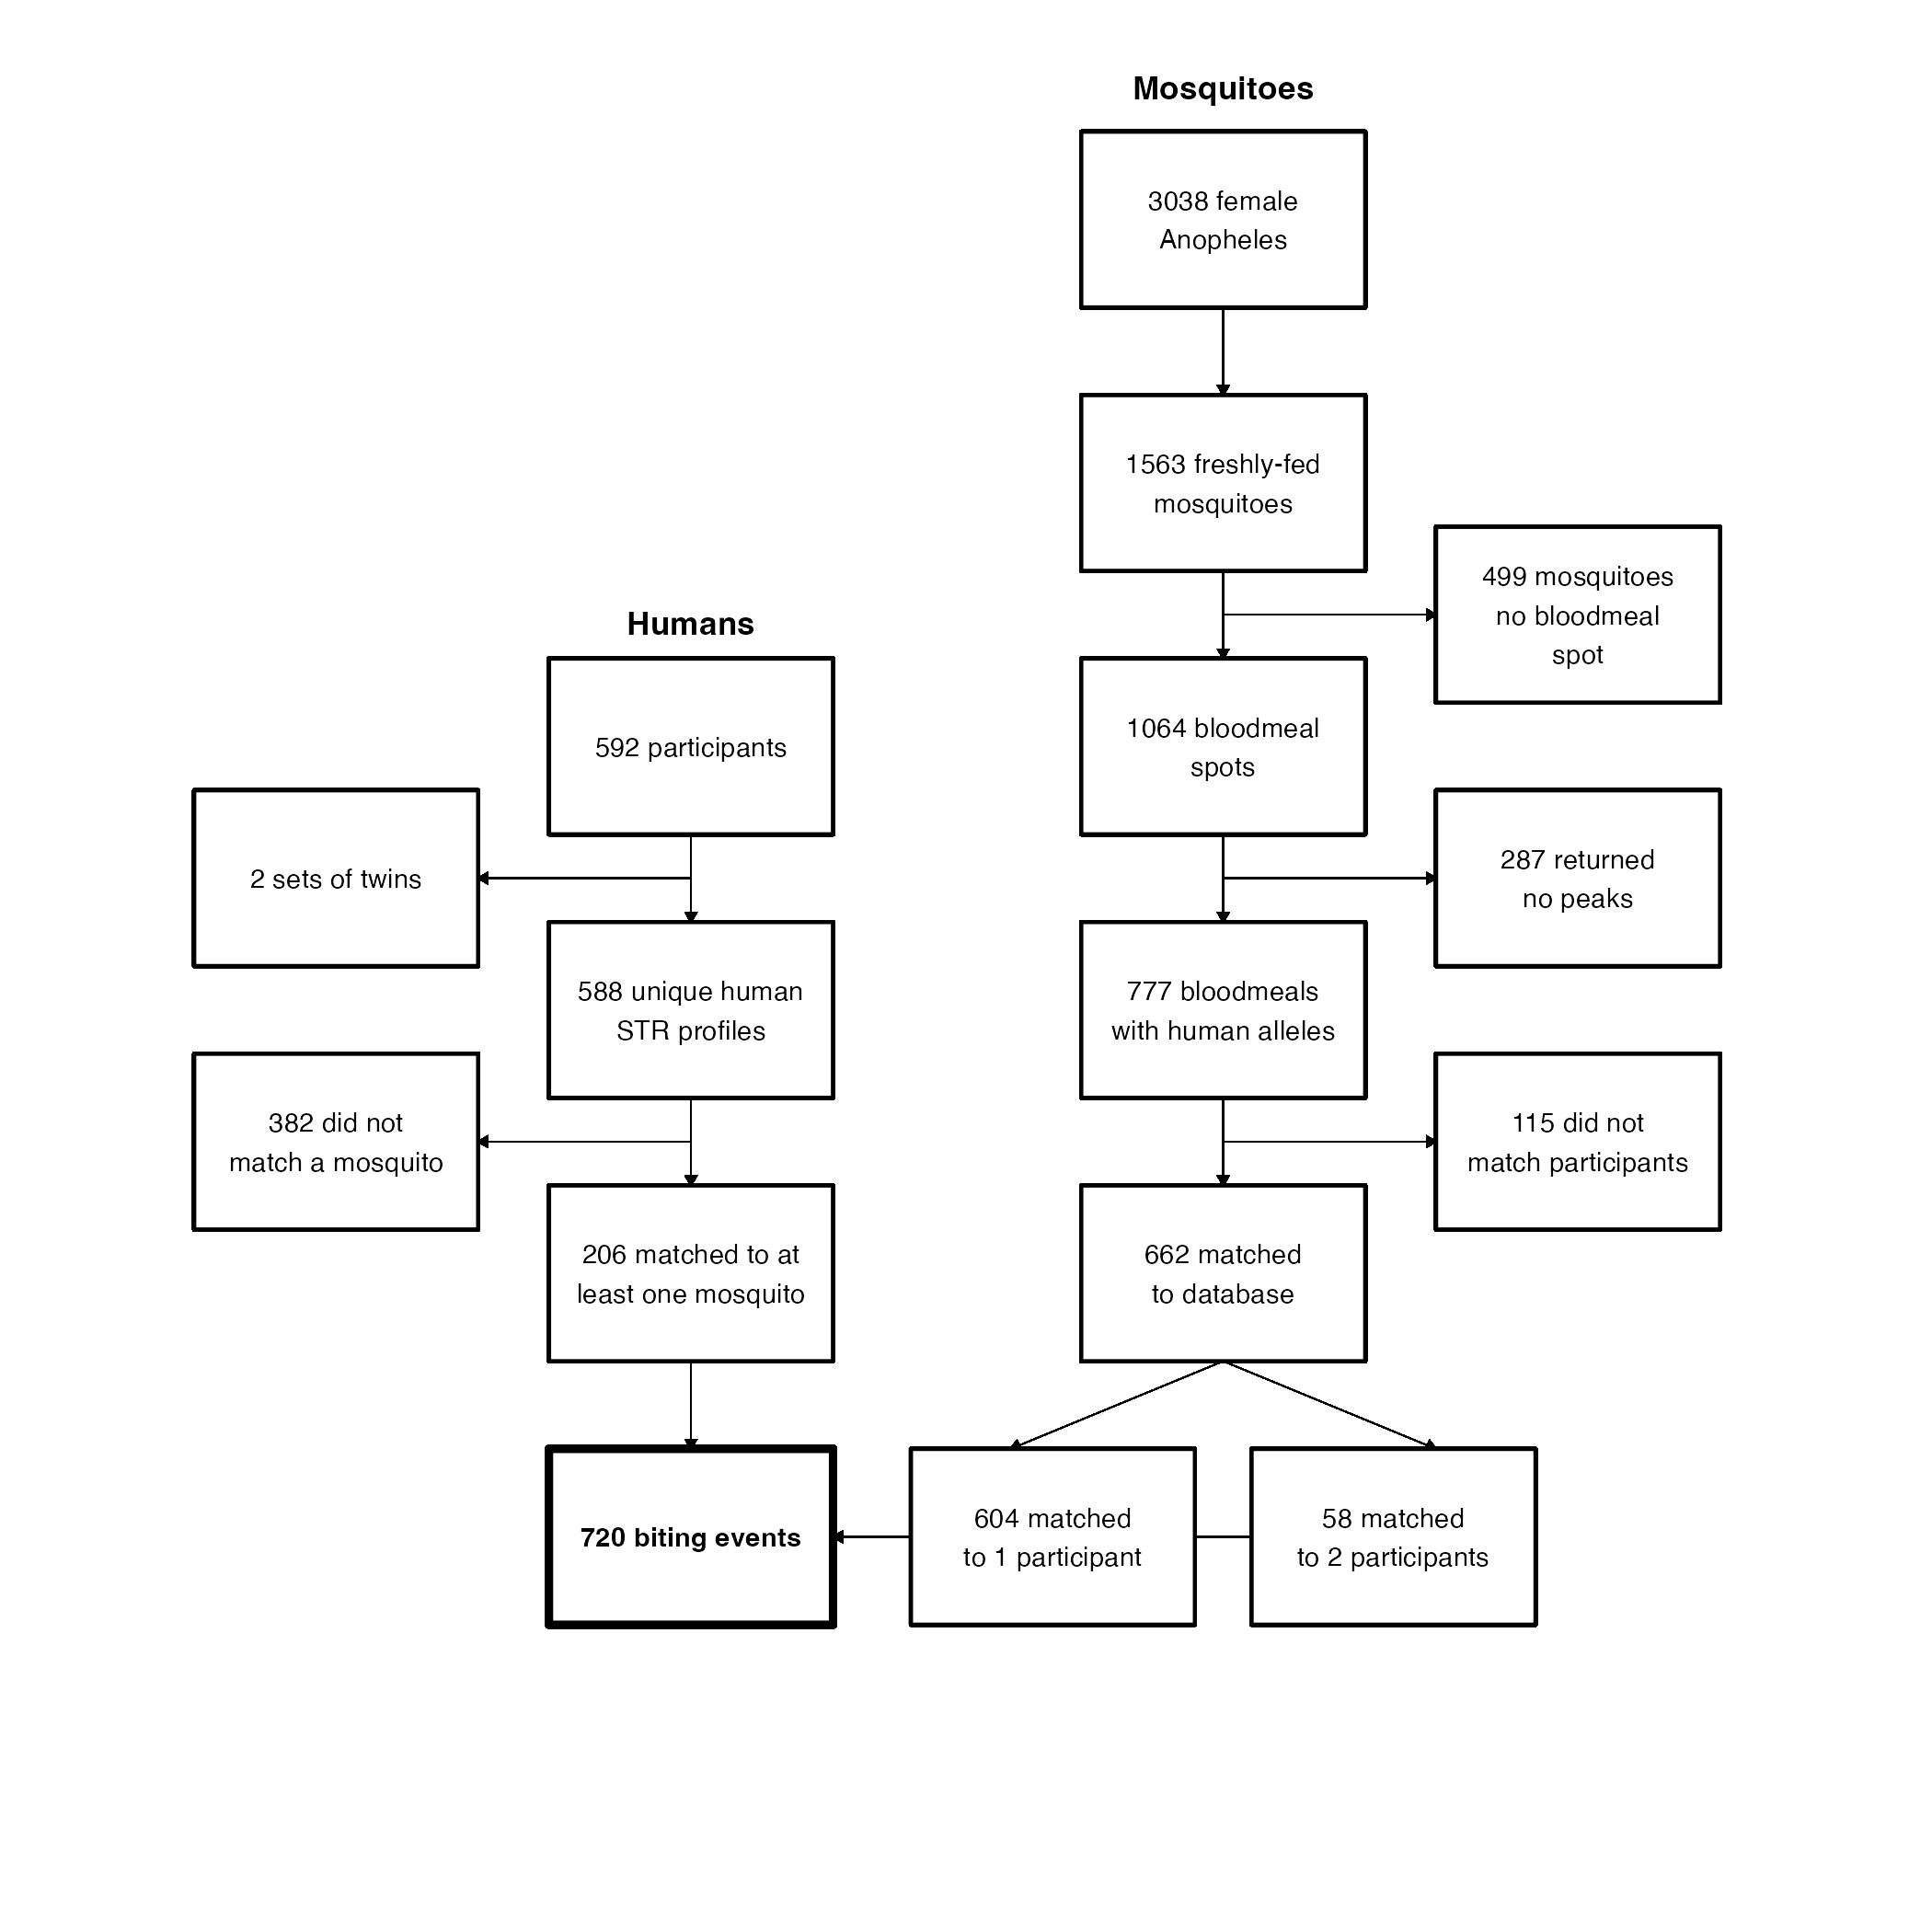 Mosquitoes
3038 female
Anopheles
1563 freshly-fed
mosquitoes
499 mosquitoes
no bloodmeal
spot
Humans
592 participants
1064 bloodmeal
spots
2 sets of twins
287 returned
no peaks
588 unique human
STR profiles
777 bloodmeals
with human alleles
382 did not
match a mosquito
115 did not
match participants
206 matched to at
least one mosquito
662 matched
to database
720 biting events
604 matched
to 1 participant
58 matched
to 2 participants